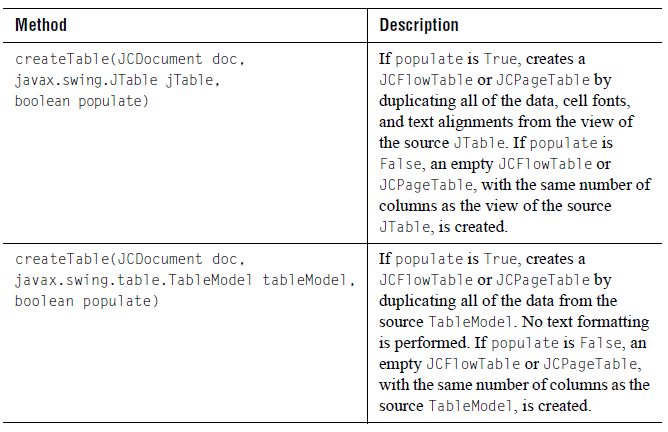 Method
Description
createTable(JCDocument doc,
javax.swing.JTable jTable,
boolean populate)
If populate is True, creates a
JCFlowTable or JCPageTable by
duplicating all of the data, cell fonts,
and text alignments from the view of
the source JTable. If populate is
False, an empty JCFlowTable or
JCPageTable, with the same number of
columns as the view of the source
JTable, is created.
createTable(JCDocument doc,
javax.swing.table.TableModel tableModel,
boolean populate)
If populate is True, creates a
JCFlowTable or JCPageTable by
duplicating all of the data from the
source TableModel. No text formatting
is performed. If populate is False, an
empty JCFlowTable or JCPageTable,
with the same number of columns as the
source TableModel, is created.